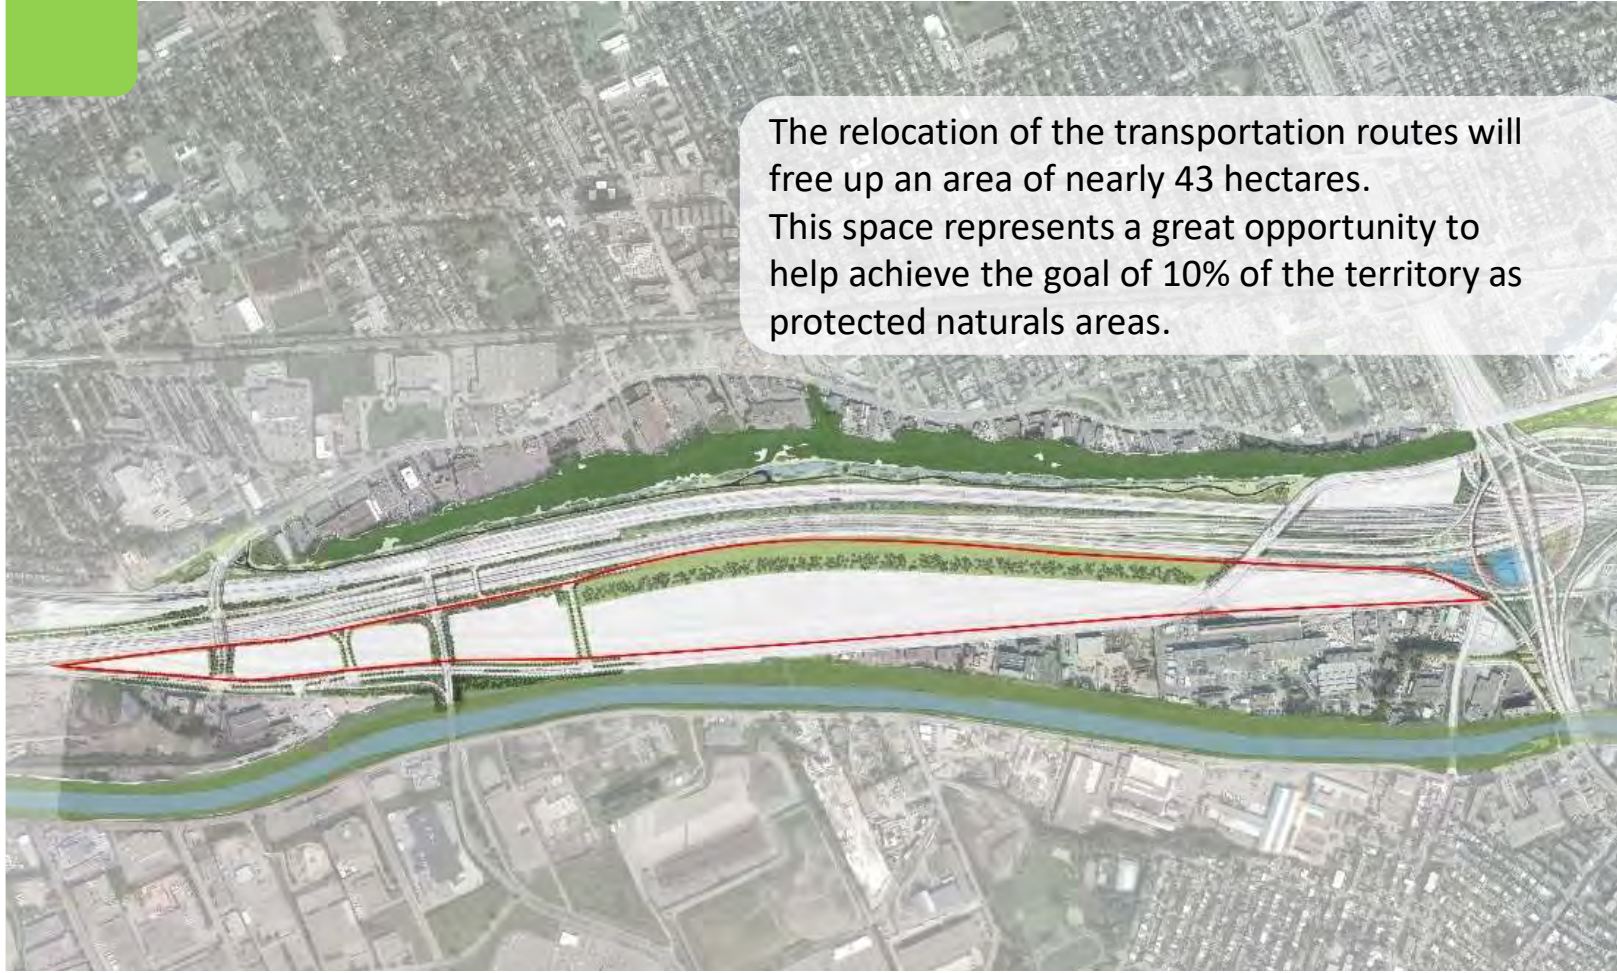 The relocation of the transportation routes will
free up an area of nearly 43 hectares.
This space represents a great opportunity to
help achieve the goal of 10% of the territory as
protected naturals areas.